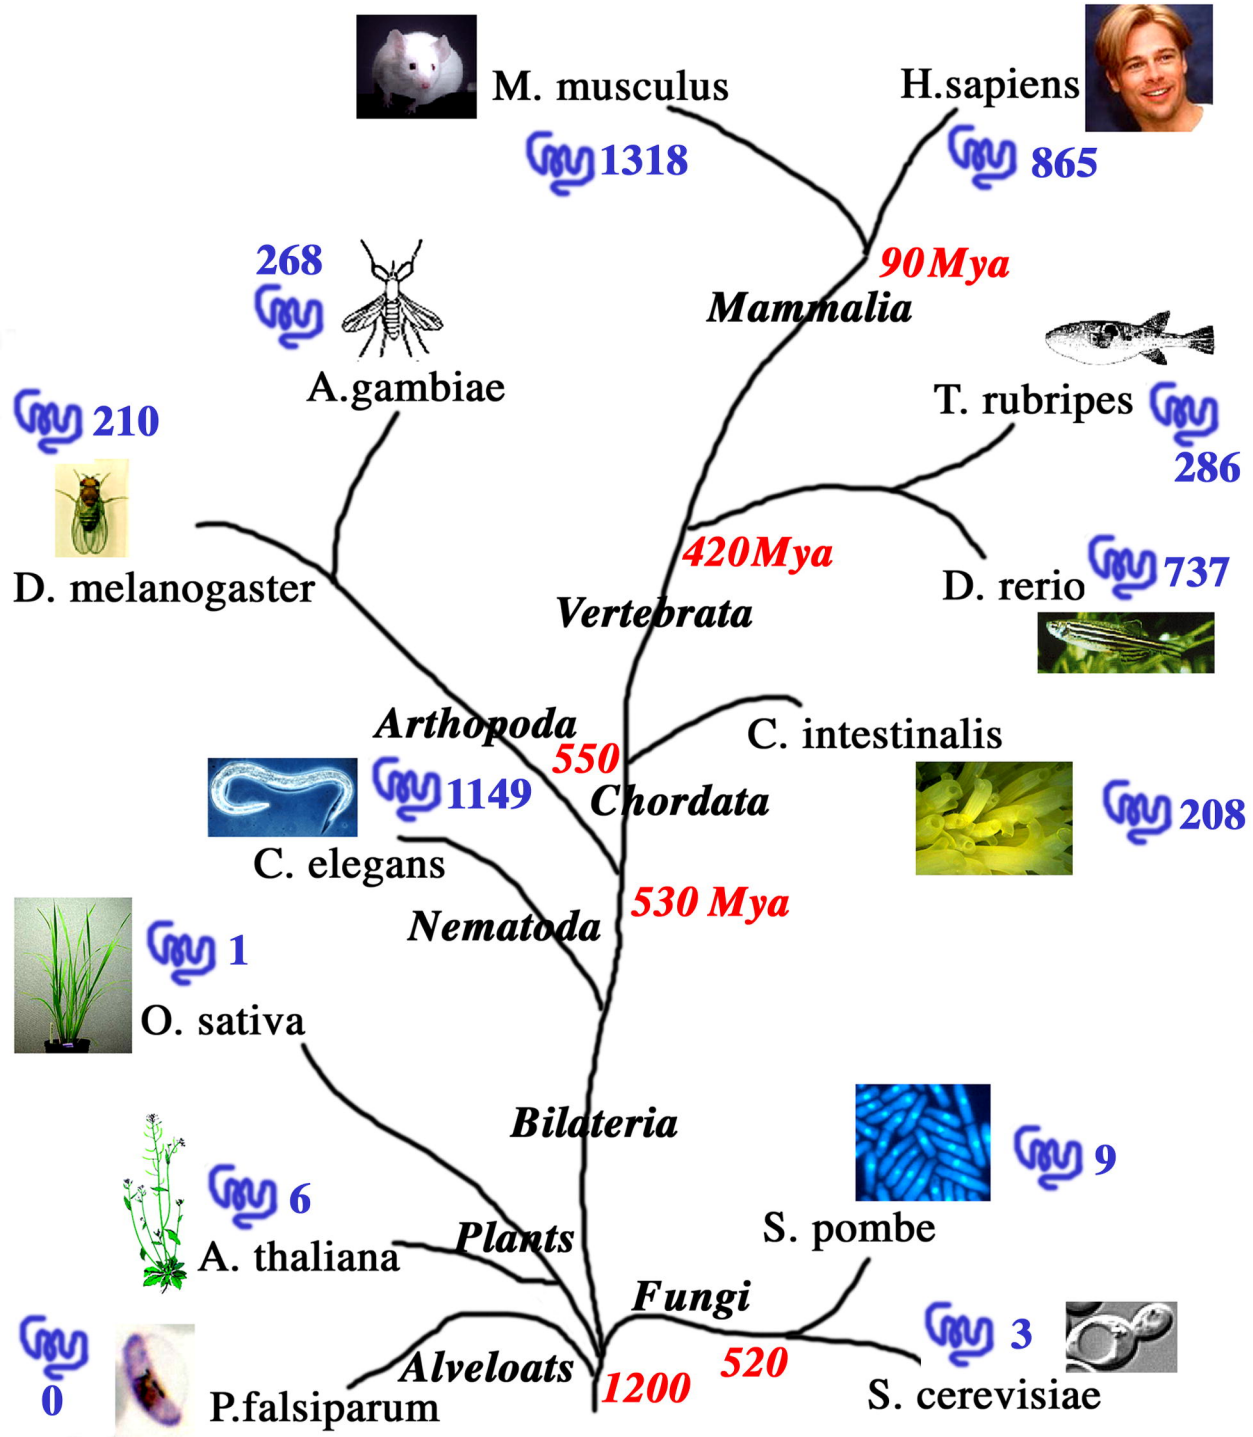 M. musculus
1318
H.sapiens
865
90Mya
268
Mammalia
A.gambiae
T. rubripes
286
210
420Mya
D. melanogaster
D. rerio
737
Vertebrata
Arthopoda
550
C. intestinalis
1149
Chordata
208
C. elegans
530 Mya
Nematoda
1
O. sativa
Bilateria
9
6
S. pombe
Plants
A. thaliana
Fungi
3
0
Alveloats
520
1200
S. cerevisiae
P.falsiparum